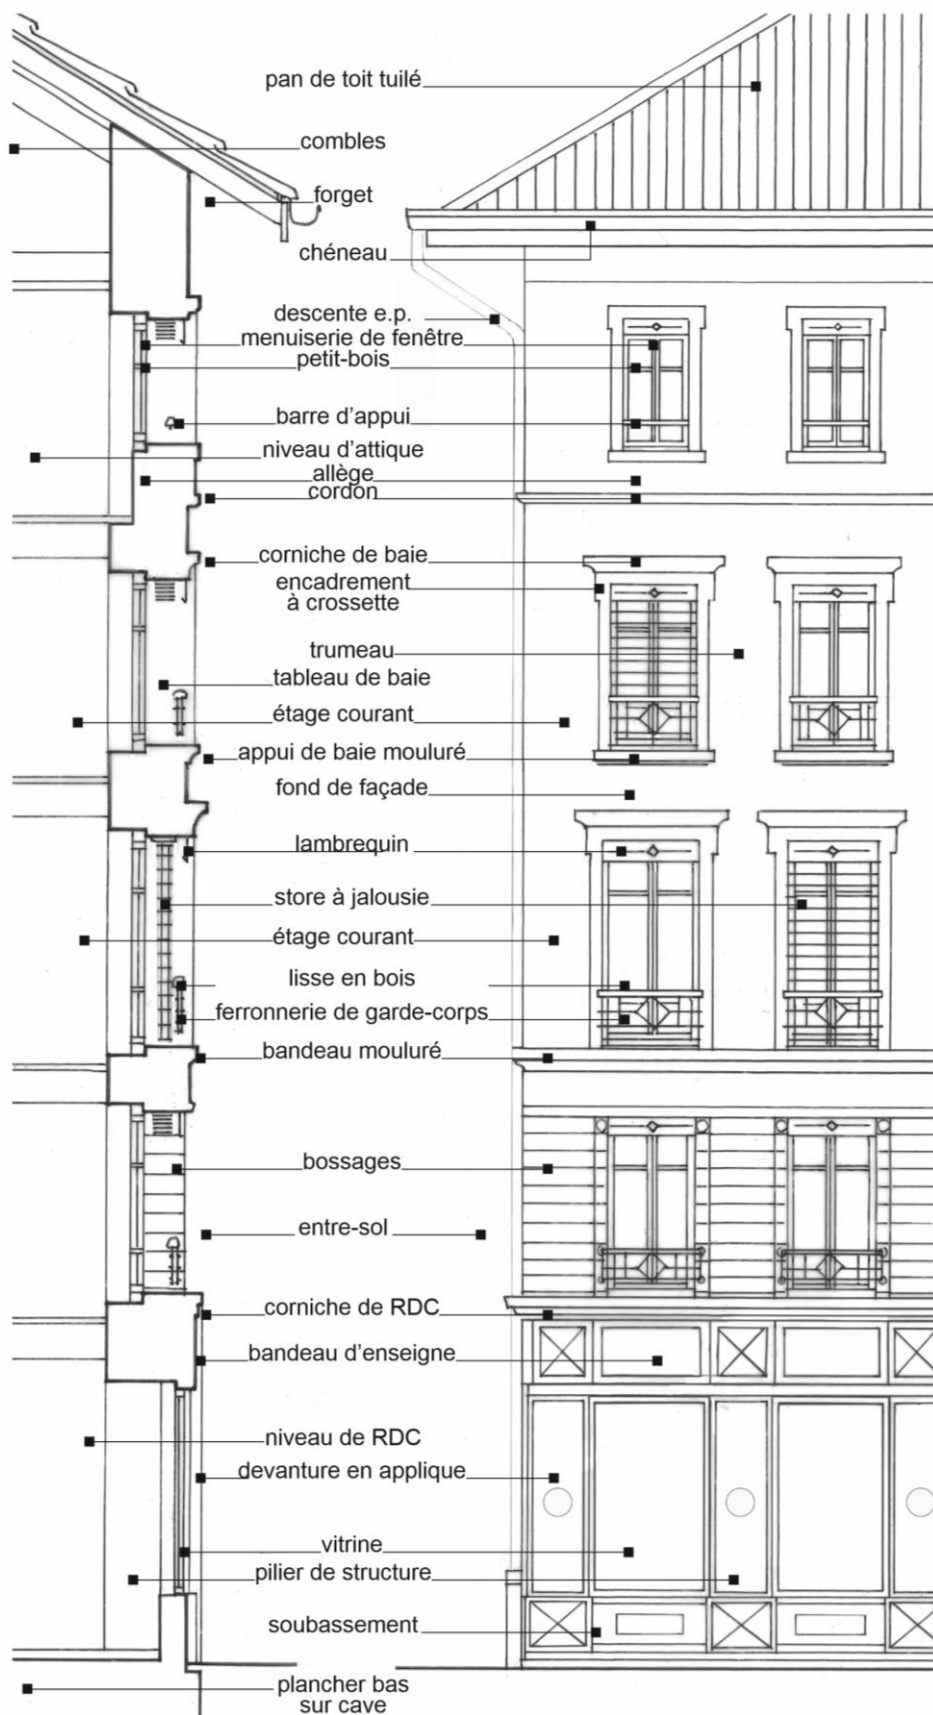 pan de toit tuilé
combles
forget
chéneau
descente e.p.
menuiserie de fenêtre
petit-bois
barre d'appui
niveau d'attique
allège
cordon
corniche de baie
encadrement
à crossette
trumeau
tableau de baie
étage courant
appui de baie mouluré
fond de façade
lambrequin
store à jalousie
étage courant
lisse en bois
ferronnerie de garde-corps
bandeau mouluré
bossages
entre-sol
corniche de RDC
bandeau d'enseigne
niveau de RDC
devanture en applique
vitrine
pilier de structure
soubassement
plancher bas
sur cave